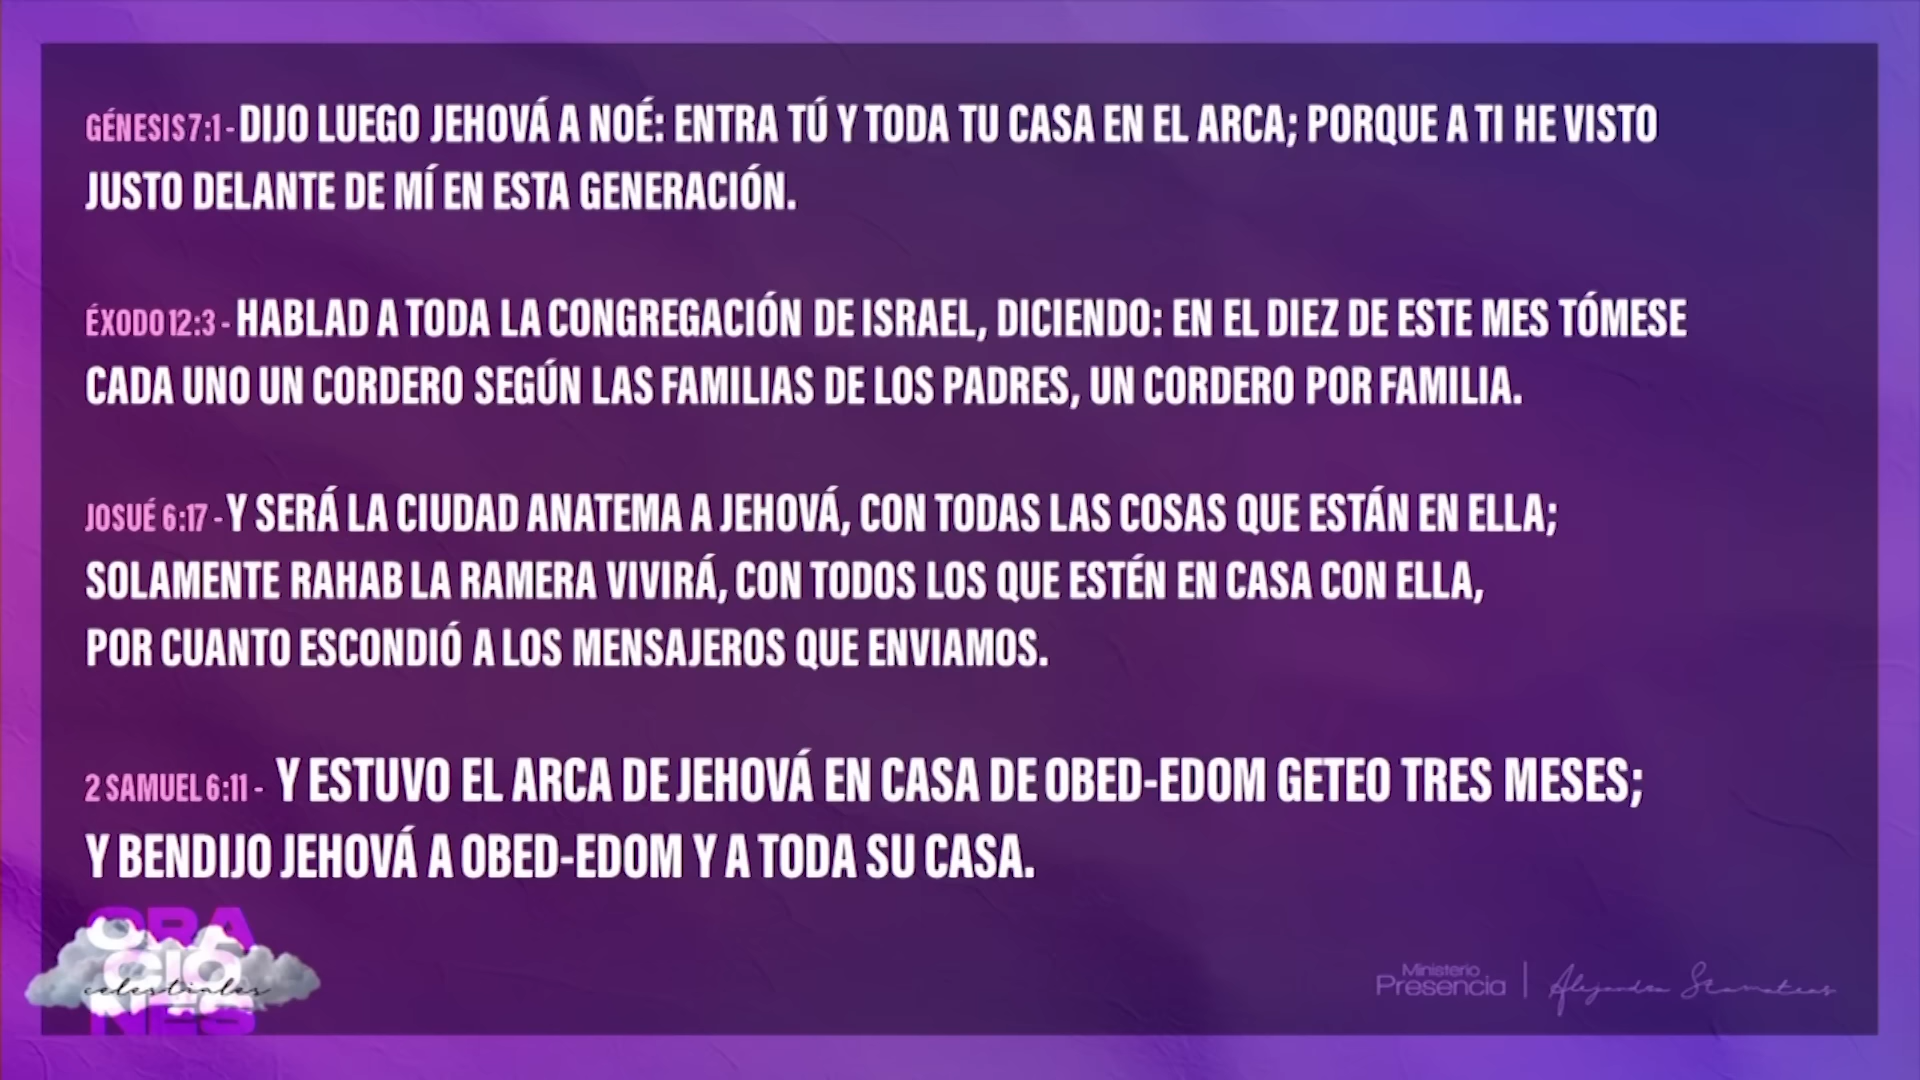 GÉNESIS 7:1 - DIJO LUEGO JEHOVÁ A NOÉ: ENTRA TÚ Y TODA TU CASA EN EL ARCA; PORQUE A TI HE VISTO
JUSTO DELANTE DE MÍ EN ESTA GENERACIÓN.
ÉXODO 12:3 - HABLAD A TODA LA CONGREGACIÓN DE ISRAEL, DICIENDO: EN EL DIEZ DE ESTE MES TÓMESE
CADA UNO UN CORDERO SEGÚN LAS FAMILIAS DE LOS PADRES, UN CORDERO POR FAMILIA.
JOSUÉ 6:17 - Y SERÁ LA CIUDAD ANATEMA A JEHOVÁ, CON TODAS LAS COSAS QUE ESTÁN EN ELLA;
SOLAMENTE RAHAB LA RAMERA VIVIRÁ, CON TODOS LOS QUE ESTÉN EN CASA CON ELLA,
POR CUANTO ESCONDIÓ A LOS MENSAJEROS QUE ENVIAMOS.
2 SAMUEL 6:11 - Y ESTUVO EL ARCA DE JEHOVÁ EN CASA DE OBED-EDOM GETEO TRES MESES;
Y BENDIJO JEHOVÁ A OBED-EDOM Y A TODA SU CASA.
ORA
CIO
celestiales
NES
Ministerio
Presencia | Alejandra Stamateas